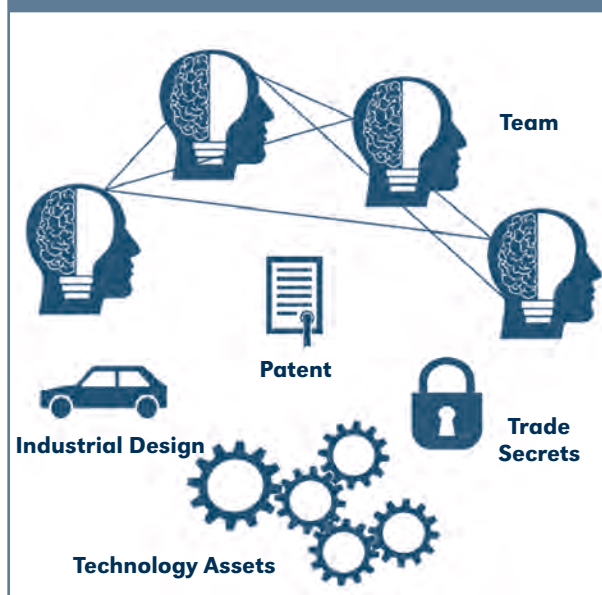 Team
Patent
Industrial Design
Trade
Secrets
Technology Assets